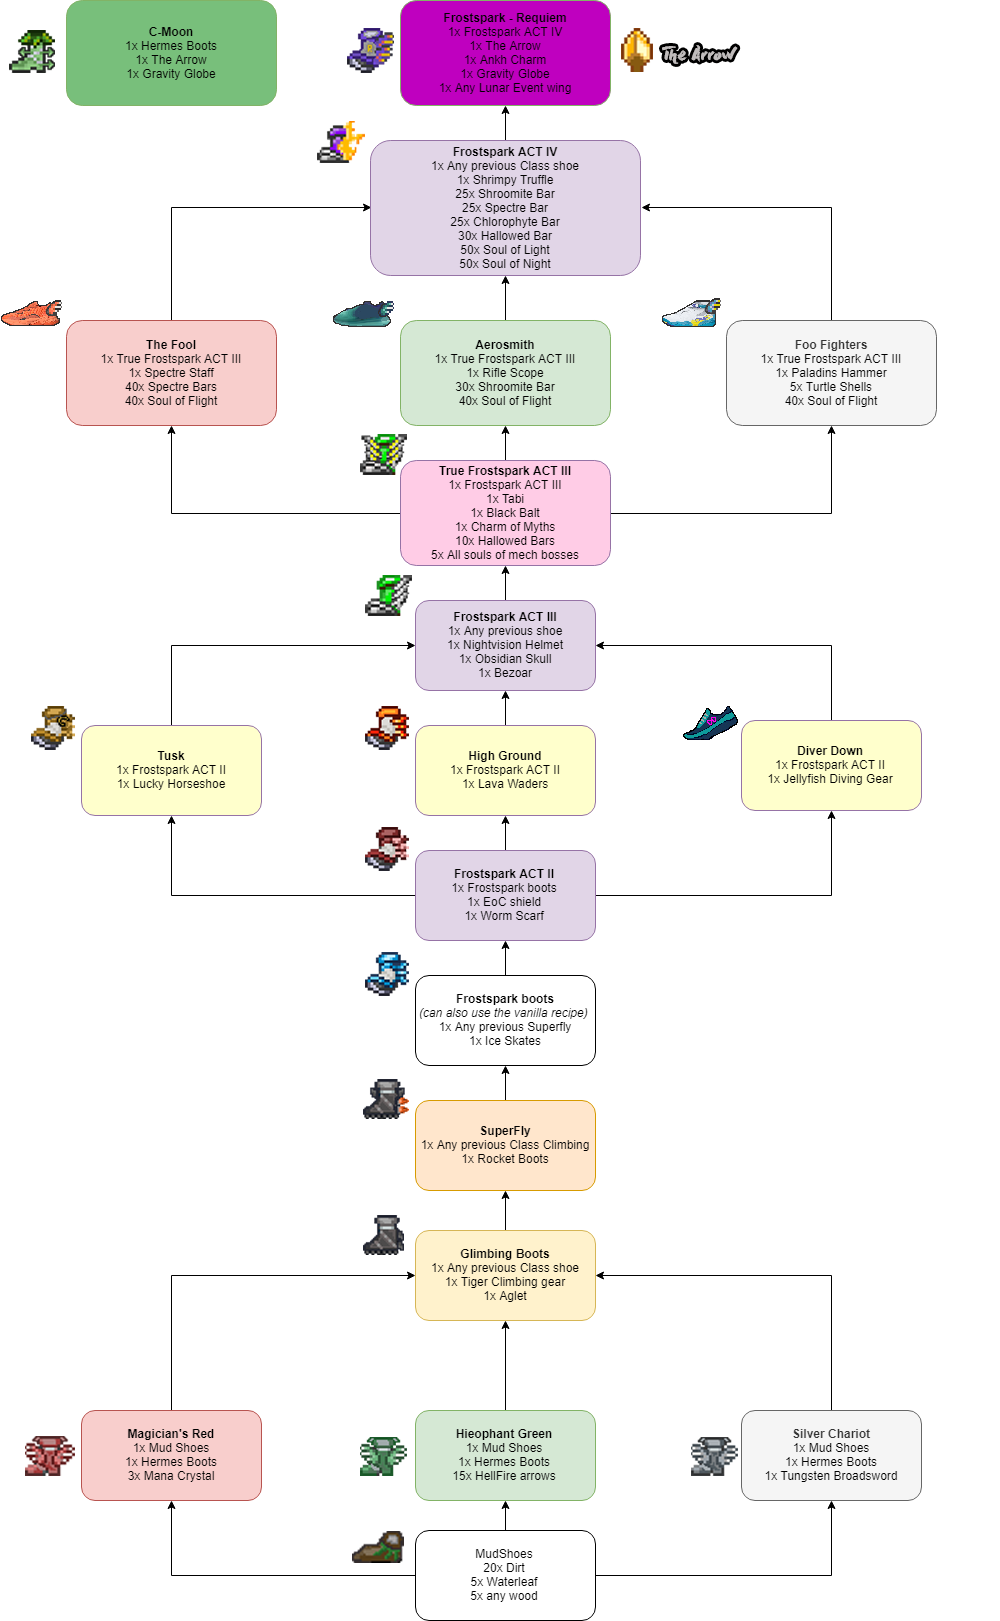 C-Moon
1x Hermes Boots
1x The Arrow
1x Gravity Globe
Frostspark - Requiem
1x Frostspark ACT IV
1x The Arrow
1x Ankh Charm
1x Gravity Globe
1x Any Lunar Event wing
The Arrow
Frostspark ACT IV
1x Any previous Class shoe
1x Shrimpy Truffle
25x Shroomite Bar
25x Spectre Bar
25x Chlorophyte Bar
30x Hallowed Bar
50x Soul of Light
50x Soul of Night
The Fool
1x True Frostspark ACT III
1x Spectre Staff
40x Spectre Bars
40x Soul of Flight
Aerosmith
1x True Frostspark ACT III
1x Rifle Scope
30x Shroomite Bar
40x Soul of Flight
Foo Fighters
1x True Frostspark ACT III
1x Paladins Hammer
5x Turtle Shells
40x Soul of Flight
True Frostspark ACT III
1x Frostspark ACT III
1x Tabi
1x Black Balt
1x Charm of Myths
10x Hallowed Bars
5x All souls of mech bosses
Frostspark ACT III
1x Any previous shoe
1x Nightvision Helmet
1x Obsidian Skull
1x Bezoar
Tusk
1x Frostspark ACT II
1x Lucky Horseshoe
High Ground
1x Frostspark ACT II
1x Lava Waders
Diver Down
1x Frostspark ACT II
1x Jellyfish Diving Gear
Frostspark ACT II
1x Frostspark boots
1x EoC shield
1x Worm Scarf
Frostspark boots
(can also use the vanilla recipe)
1x Any previous Superfly
1x Ice Skates
SuperFly
1x Any previous Class Climbing
1x Rocket Boots
Glimbing Boots
1x Any previous Class shoe
1x Tiger Climbing gear
1x Aglet
Magician's Red
1x Mud Shoes
1x Hermes Boots
3x Mana Crystal
Hieophant Green
1x Mud Shoes
1x Hermes Boots
15x HellFire arrows
Silver Chariot
1x Mud Shoes
1x Hermes Boots
1x Tungsten Broadsword
MudShoes
20x Dirt
5x Waterleaf
5x any wood